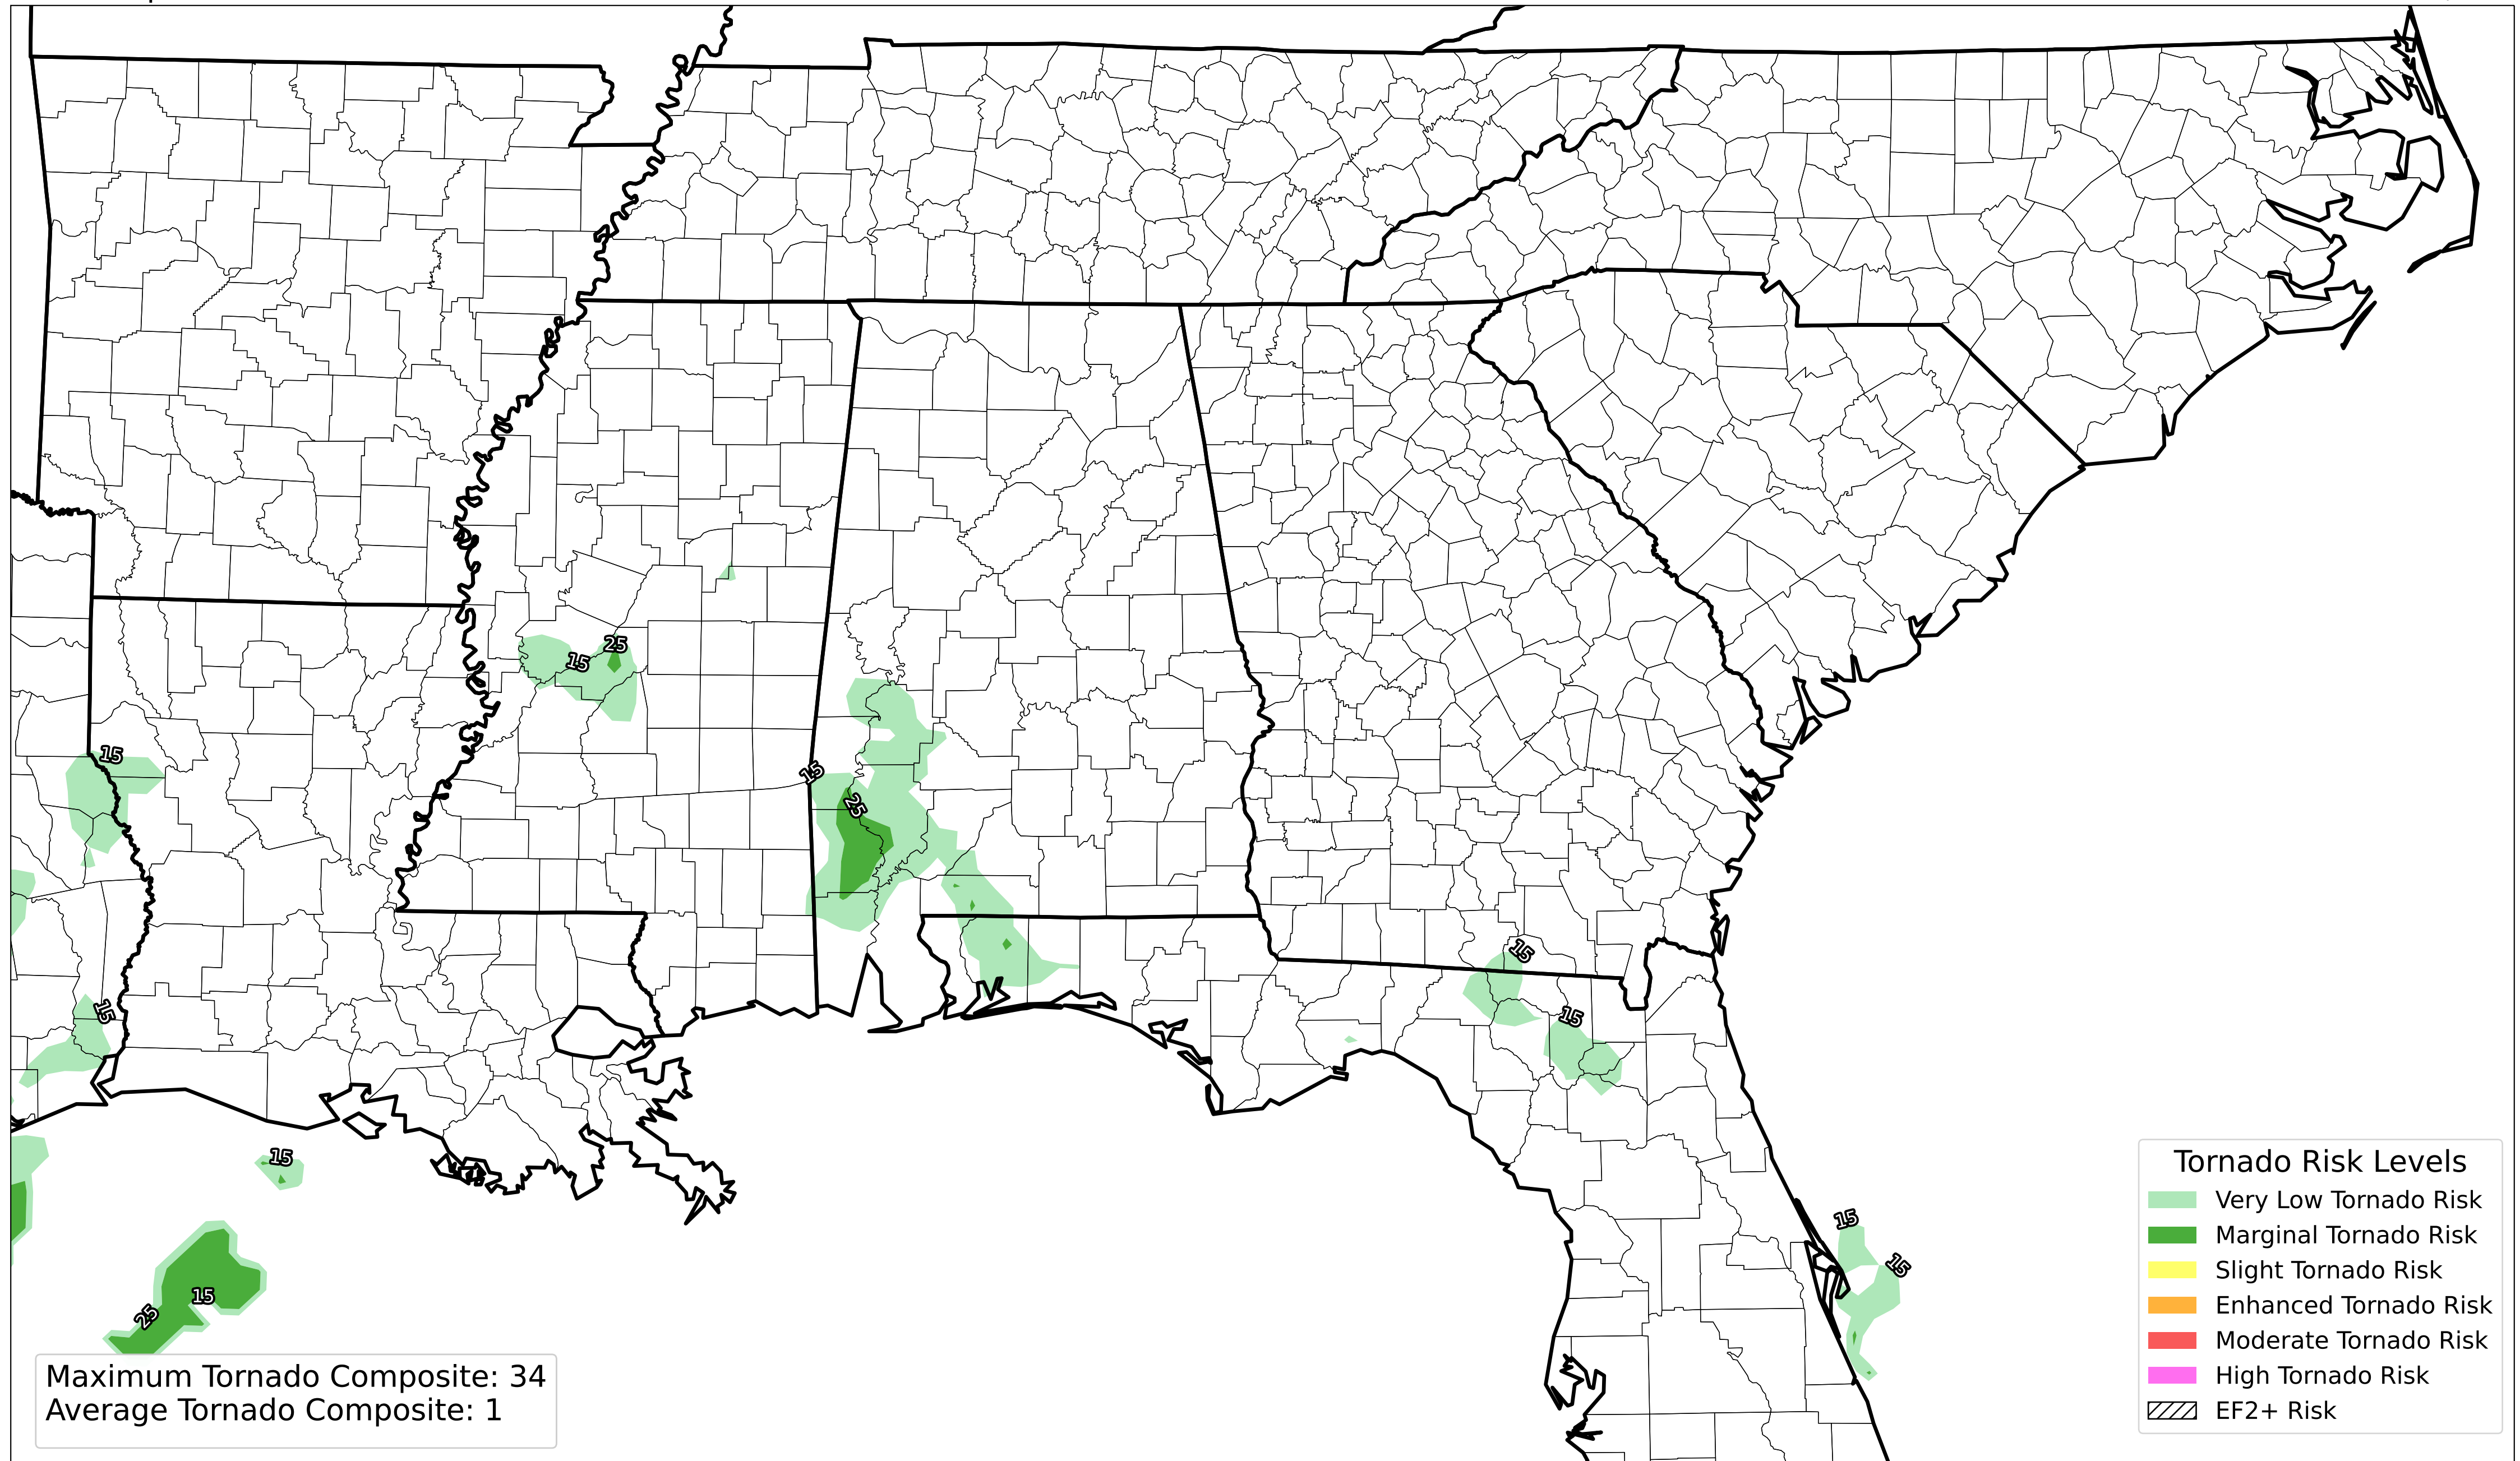 25
15
15
15
25
15
15
15
15
15
15
15
25
Tornado Risk Levels
Very Low Tornado Risk
Marginal Tornado Risk
Slight Tornado Risk
Enhanced Tornado Risk
Moderate Tornado Risk
High Tornado Risk
EF2+ Risk
Maximum Tornado Composite: 34
Average Tornado Composite: 1